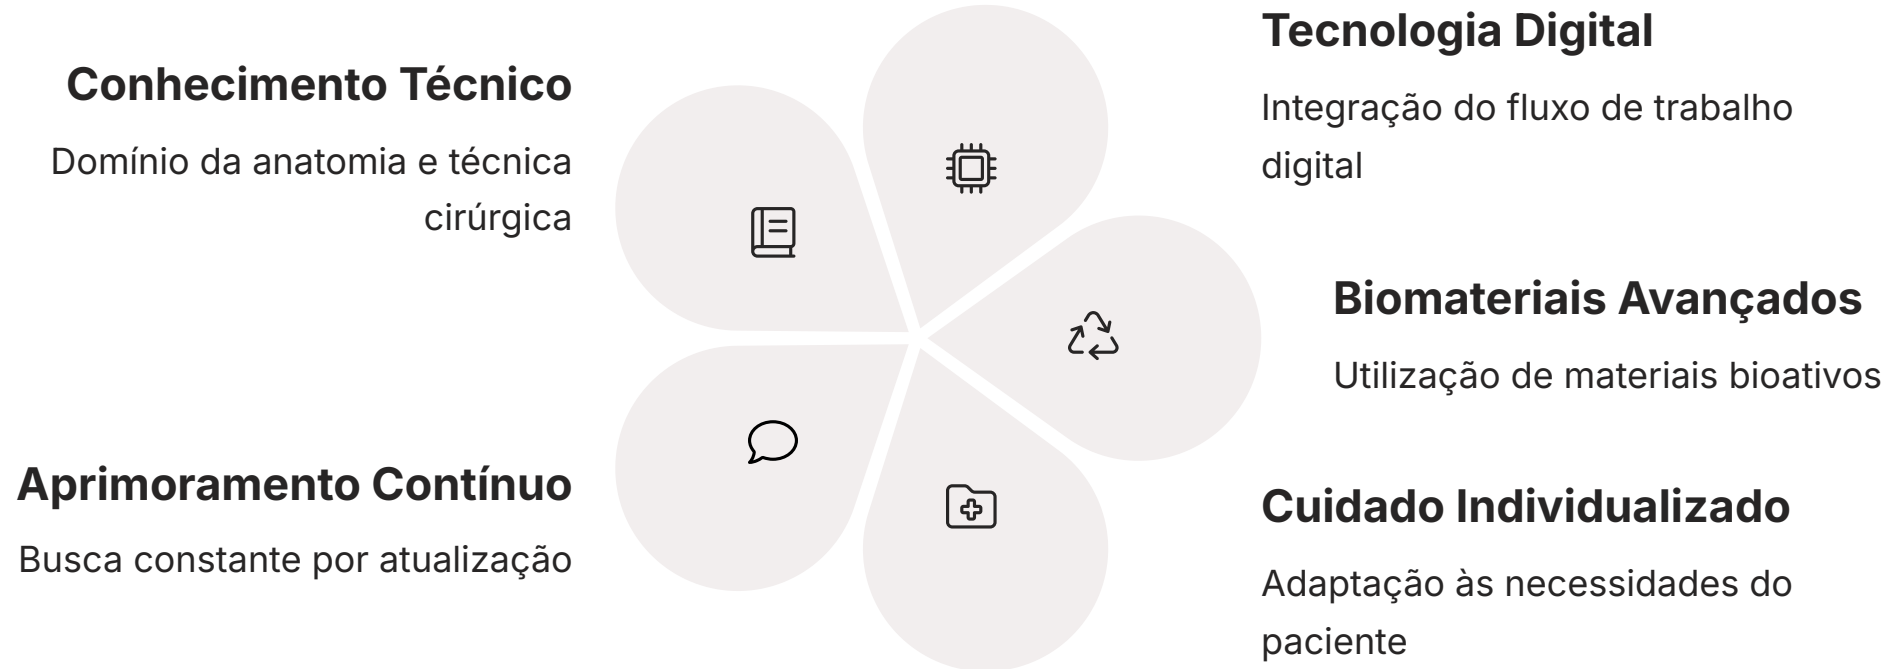 Conhecimento Técnico
Domínio da anatomia e técnica
cirúrgica
Aprimoramento Contínuo
Busca constante por atualização
Tecnologia Digital
Integração do fluxo de trabalho
digital
Biomateriais Avançados
Utilização de materiais bioativos
Cuidado Individualizado
Adaptação às necessidades do
paciente